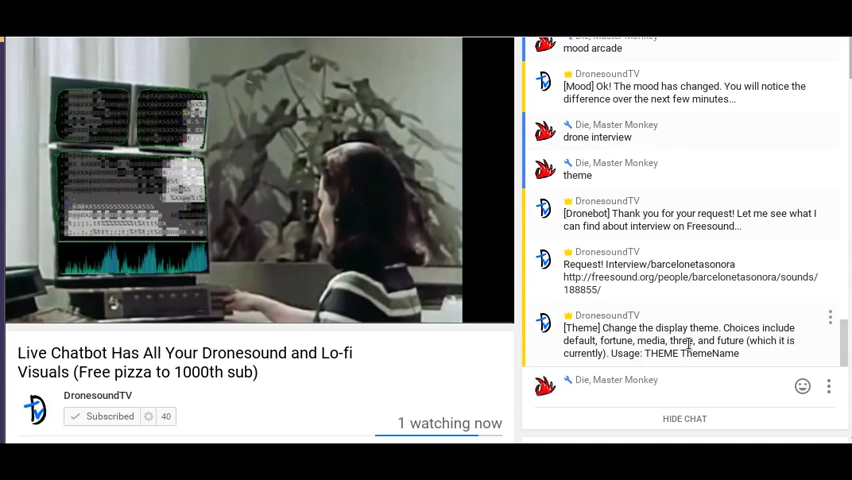 Die, Master Monkey
mood arcade
DronesoundTV
[Mood] Ok! The mood has changed. You will notice the
difference over the next few minutes...
Die, Master Monkey
drone interview
Die, Master Monkey
theme
DronesoundTV
[Dronebot] Thank you for your request! Let me see what I
can find about interview on Freesound...
DronesoundTV
Request! Interview/barcelonetasonora
http://freesound.org/people/barcelonetasonora/sounds/
188855/
DronesoundTV
[Theme] Change the display theme. Choices include
default, fortune, media, three, and future (which it is
currently). Usage: THEME ThemeName
Die, Master Monkey
HIDE CHAT
Live Chatbot Has All Your Dronesound and Lo-fi
Visuals (Free pizza to 1000th sub)
DronesoundTV
Subscribed 40
1 watching now